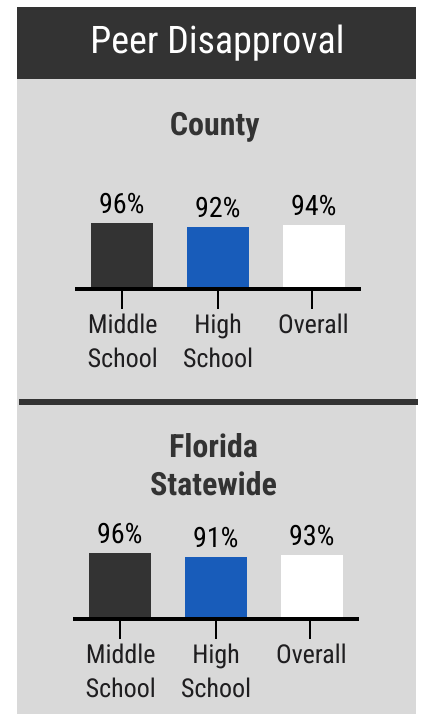 Peer Disapproval
County
96%
92%
94%
Middle
School
High
School
Overall
Florida
Statewide
96%
91%
93%
Middle
School
High
School
Overall